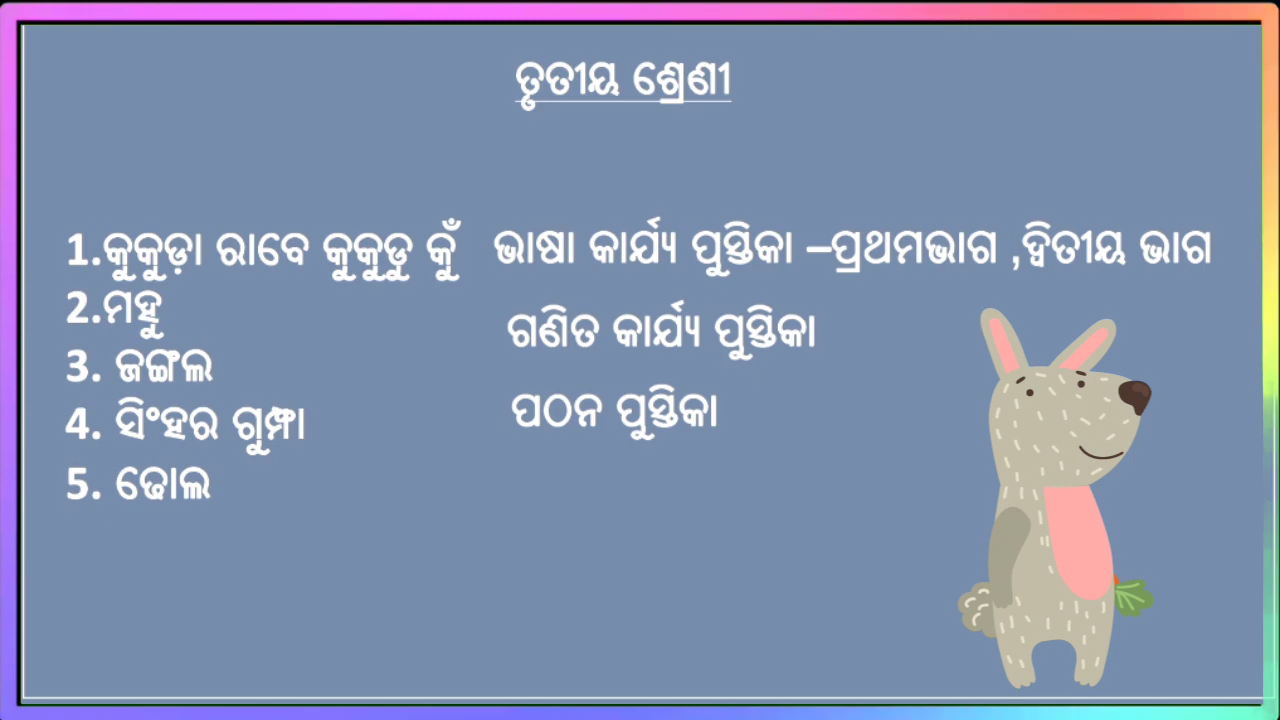 ତୃତୀୟ ଶ୍ରେଣୀ
1.କୁକୁଡ଼ା ରାବେ କୁକୁଡୁ କୁଁ
2.ମହୁ
3. ଜଙ୍ଗଲ
4. ସିଂହର ଗୁମ୍ଫା
5. ଢୋଲ
ଭାଷା କାର୍ଯ୍ୟ ପୁସ୍ତିକା –ପ୍ରଥମଭାଗ ,ଦ୍ଵିତୀୟ ଭାଗ
ଗଣିତ କାର୍ଯ୍ୟ ପୁସ୍ତିକା
ପଠନ ପୁସ୍ତିକା